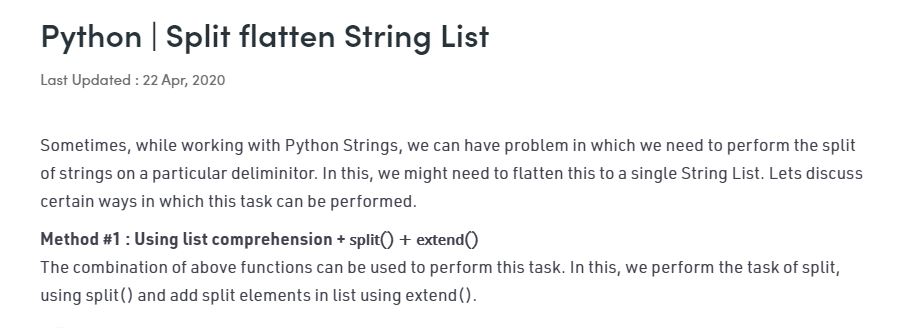 Python | Split flatten String List
Last Updated : 22 Apr, 2020
Sometimes, while working with Python Strings, we can have problem in which we need to perform the split
of strings on a particular deliminitor. In this, we might need to flatten this to a single String List. Lets discuss
certain ways in which this task can be performed.
Method #1 : Using list comprehension + split() + extend()
The combination of above functions can be used to perform this task. In this, we perform the task of split,
using split() and add split elements in list using extend().